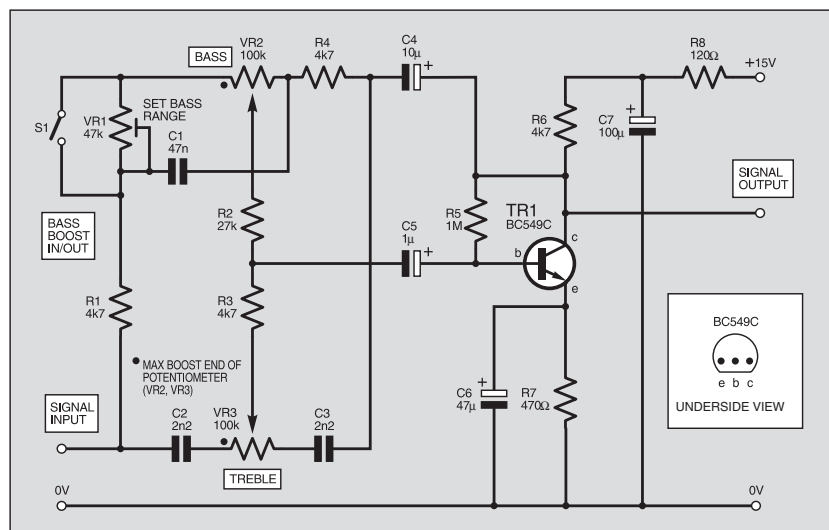 BASS
VR2
100k
R4
4k7
C4
10µ
+
R8
120Ω
+15V
S1
VR1
47k
SET BASS
RANGE
C1
47n
R6
4k7
+
C7
100µ
SIGNAL
OUTPUT
BASS
BOOST
IN/OUT
R2
27k
C5
1µ
+
R5
1M
TR1
BC549C
b
c
e
R1
4k7
R3
4k7
MAX BOOST END OF
POTENTIOMETER
(VR2, VR3)
BC549C
e b c
UNDERSIDE VIEW
SIGNAL
INPUT
C2
2n2
VR3
100k
C3
2n2
TREBLE
+
C6
47µ
R7
470Ω
0V
0V